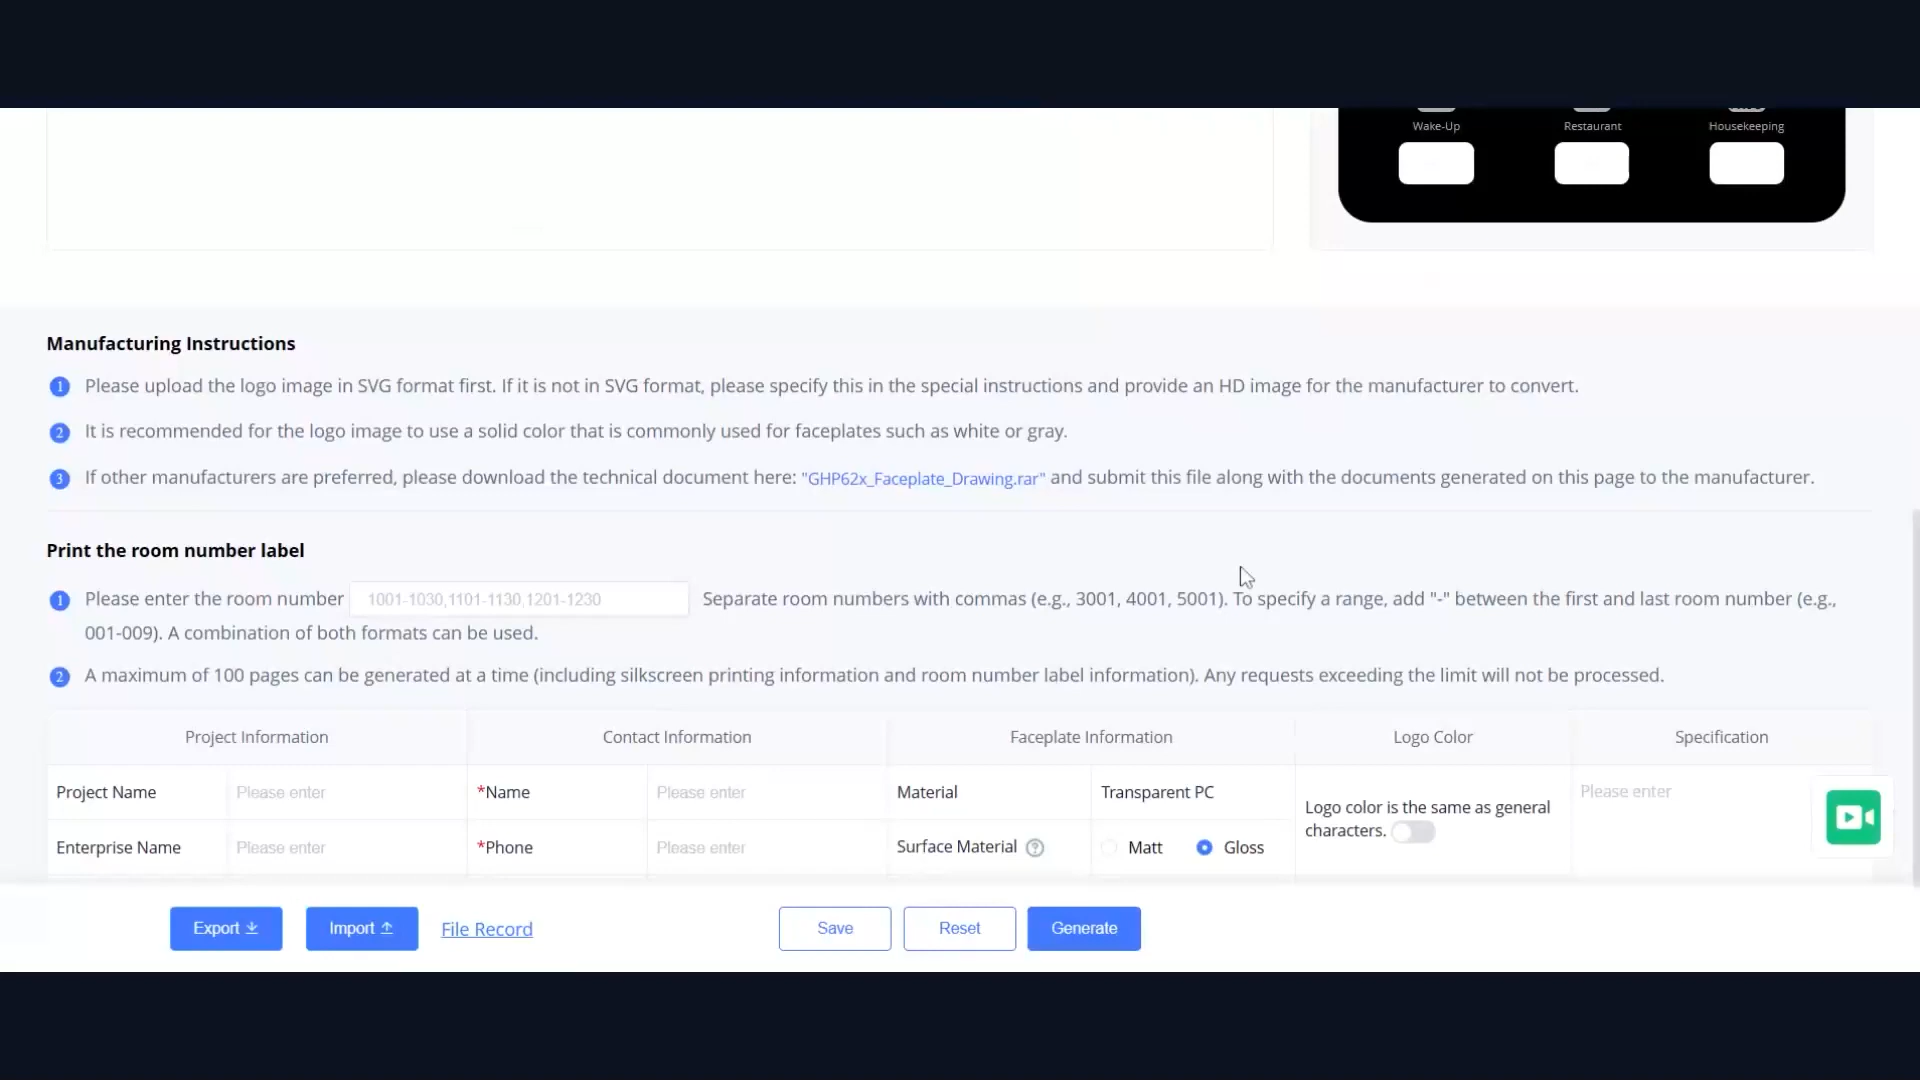 Wake-Up Restaurant Housekeeping
Manufacturing Instructions
1 Please upload the logo image in SVG format first. If it is not in SVG format, please specify this in the special instructions and provide an HD image for the manufacturer to convert.
2 It is recommended for the logo image to use a solid color that is commonly used for faceplates such as white or gray.
3 If other manufacturers are preferred, please download the technical document here: "GHP62x_Faceplate_Drawing.rar" and submit this file along with the documents generated on this page to the manufacturer.
Print the room number label
1 Please enter the room number 1001-1030,1101-1130,1201-1230 Separate room numbers with commas (e.g., 3001, 4001, 5001). To specify a range, add "-" between the first and last room number (e.g.,
001-009). A combination of both formats can be used.
2 A maximum of 100 pages can be generated at a time (including silkscreen printing information and room number label information). Any requests exceeding the limit will not be processed.
Project Information Contact Information Faceplate Information Logo Color Specification
Project Name Please enter *Name Please enter Material Transparent PC Please enter
Logo color is the same as general
characters.
Enterprise Name Please enter *Phone Please enter Surface Material ? Matt Gloss
Export Import File Record Save Reset Generate